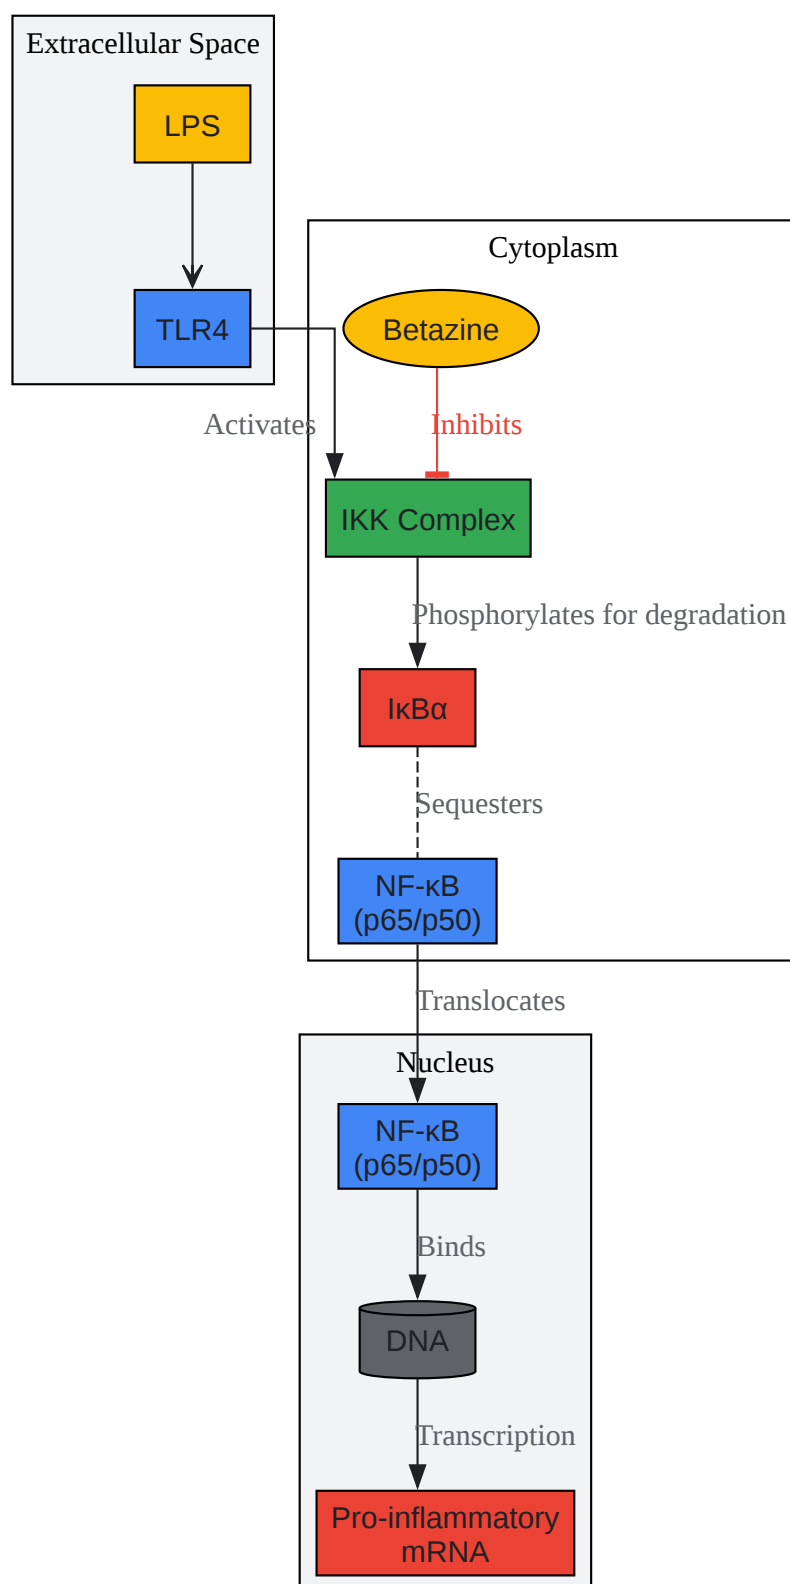 Extracellular Space
LPS
Cytoplasm
TLR4
Betazine
Activates
Inhibits
IKK Complex
Phosphorylates for degradation
IκBα
Sequesters
NF-κB
(p65/p50)
Translocates
Nucleus
NF-κB
(p65/p50)
Binds
DNA
Transcription
Pro-inflammatory
mRNA